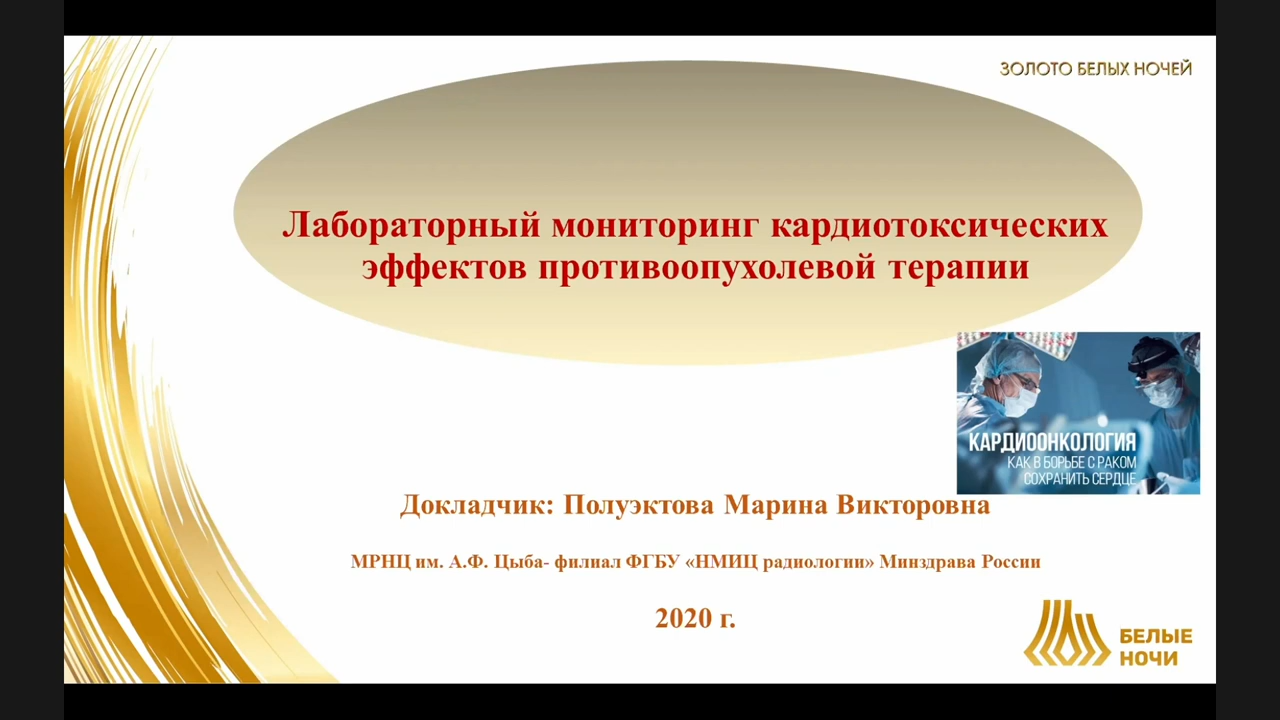 ЗОЛОТО БЕЛЫХ НОЧЕЙ
Лабораторный мониторинг кардиотоксических
эффектов противоопухолевой терапии
КАРДИООНКОЛОГИЯ
КАК В БОРЬБЕ С РАКОМ
СОХРАНИТЬ СЕРДЦЕ
Докладчик: Полуэктова Марина Викторовна
МРНЦ им. А.Ф. Цыба- филиал ФГБУ «НМИЦ радиологии» Минздрава России
2020 г.
БЕЛЫЕ
НОЧИ